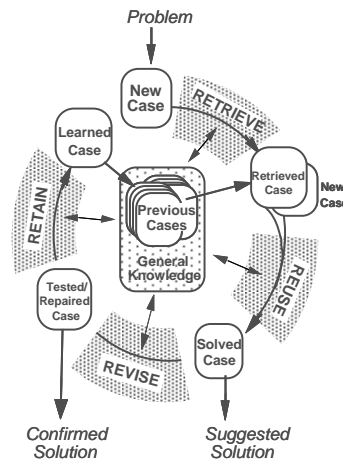 Problem
New
Case
RETRIEVE
Learned
Case
Retrieved
Case
New
Case
Previous
Cases
RETAIN
General
Knowledge
REUSE
Tested/
Repaired
Case
Solved
Case
REVISE
Confirmed
Solution
Suggested
Solution